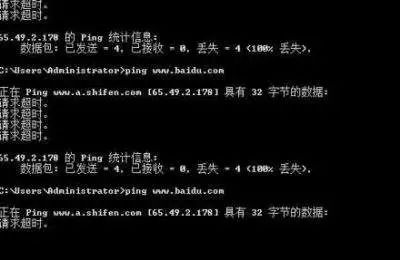 请求超时。
请求超时。
65.49.2.178 的 Ping 统计信息:
数据包: 已发送 = 4，已接收 = 0，丢失 = 4 (100% 丢失)，
C:\Users\Administrator>ping www.baidu.com
正在 Ping www.a.shifen.com [65.49.2.178] 具有 32 字节的数据:
请求超时。
请求超时。
请求超时。
请求超时。
65.49.2.178 的 Ping 统计信息:
数据包: 已发送 = 4，已接收 = 0，丢失 = 4 (100% 丢失)，
C:\Users\Administrator>ping www.baidu.com
正在 Ping www.a.shifen.com [65.49.2.178] 具有 32 字节的数据:
请求超时。